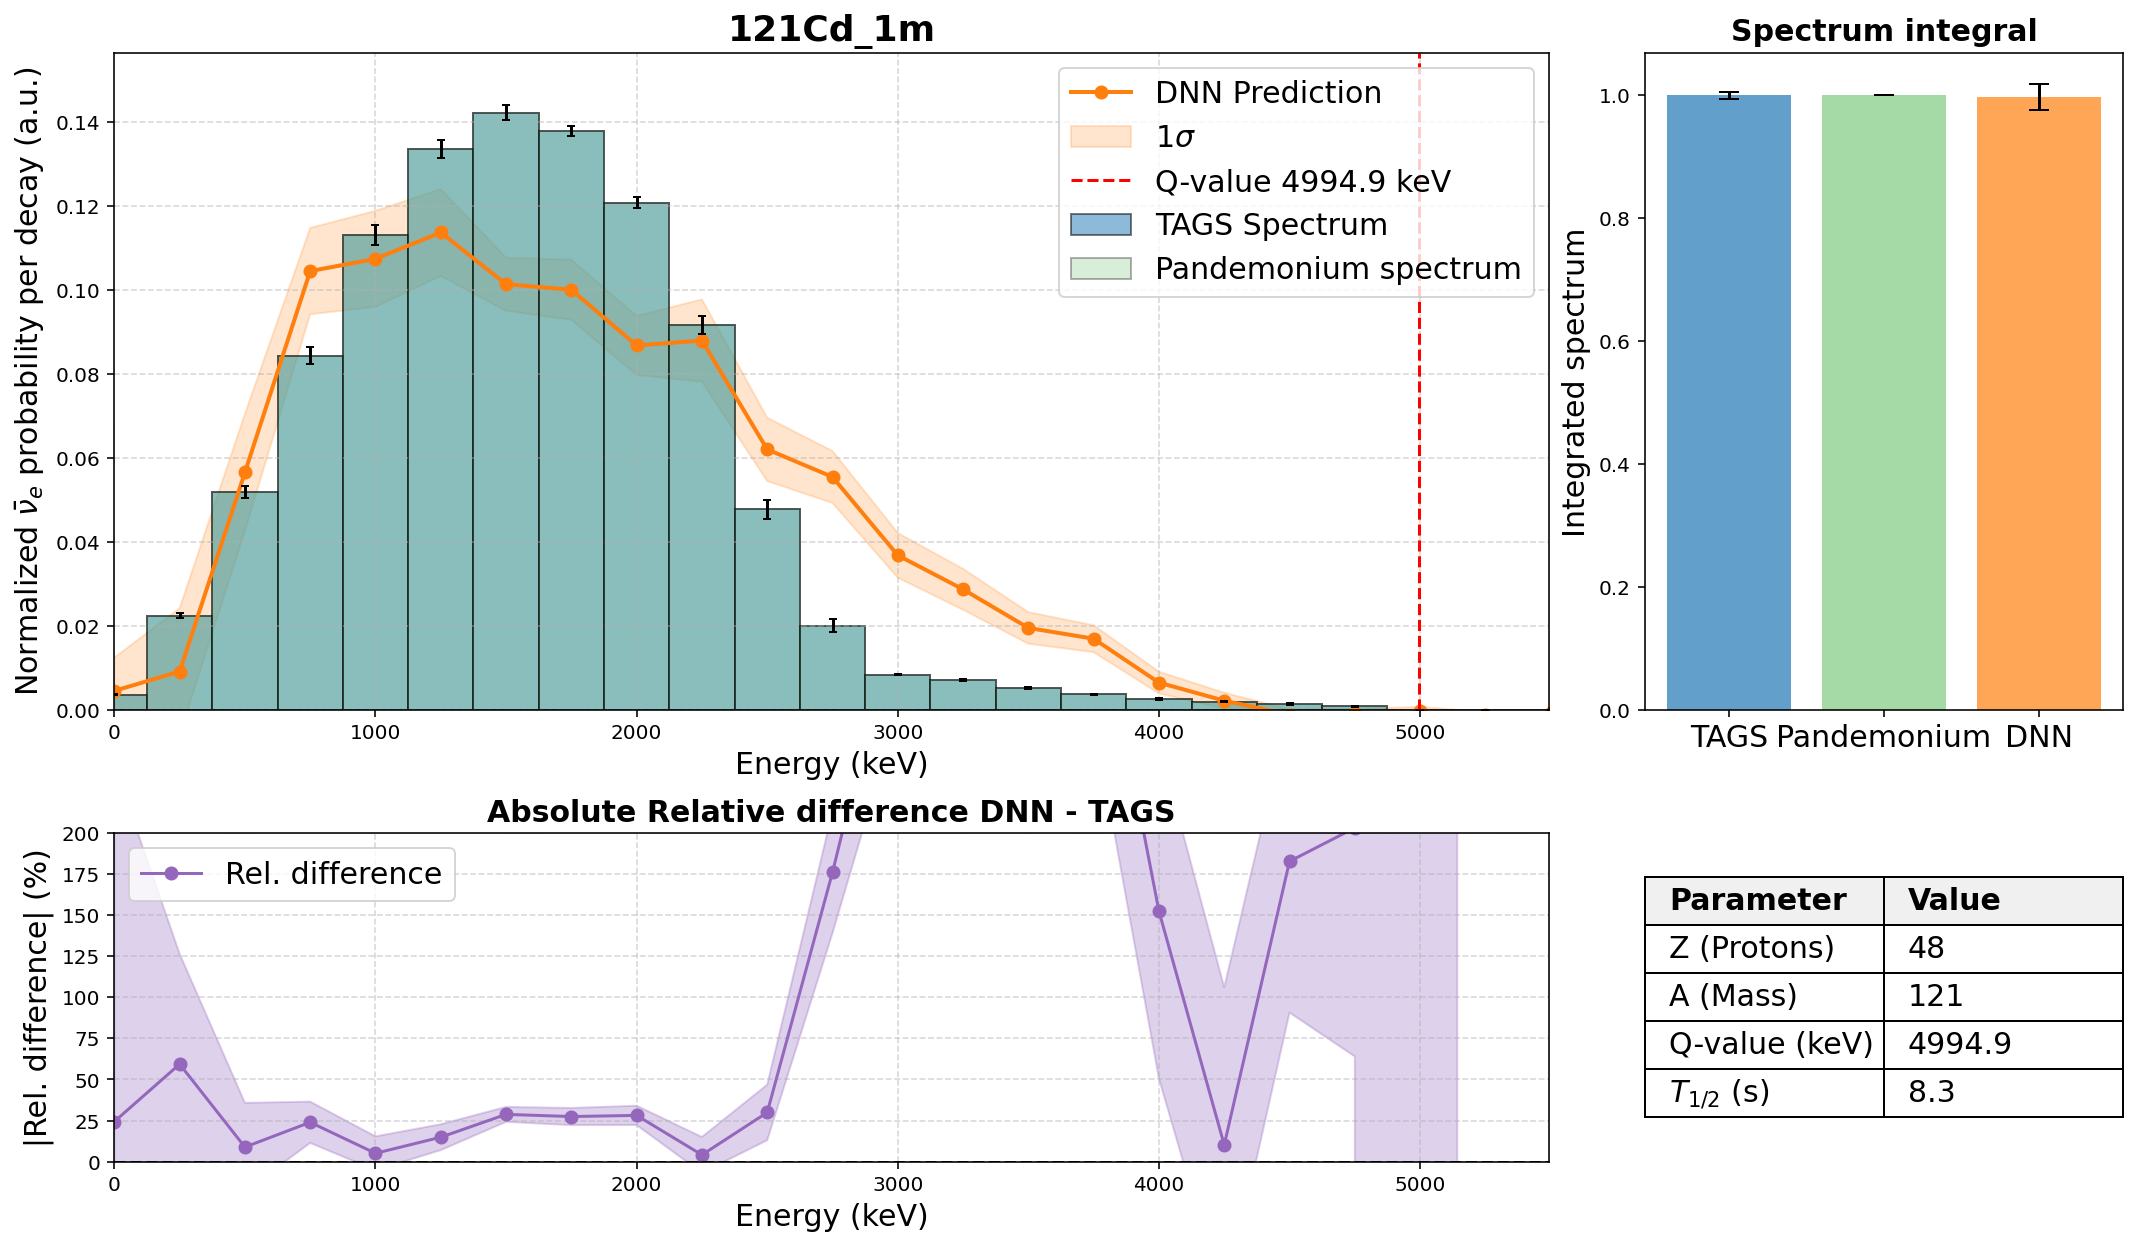 121Cd_1m
Normalized ν̄ₑ probability per decay (a.u.)
0.14
0.12
0.10
0.08
0.06
0.04
0.02
0.00
DNN Prediction
1σ
Q-value 4994.9 keV
TAGS Spectrum
Pandemonium spectrum
0 1000 2000 3000 4000 5000
Energy (keV)
Spectrum integral
Integrated spectrum
1.0
0.8
0.6
0.4
0.2
0.0
TAGS Pandemonium DNN
Absolute Relative difference DNN - TAGS
|Rel. difference| (%)
200
175
150
125
100
75
50
25
0
Rel. difference
0 1000 2000 3000 4000 5000
Energy (keV)
Parameter Value
Z (Protons) 48
A (Mass) 121
Q-value (keV) 4994.9
T₁/₂ (s) 8.3